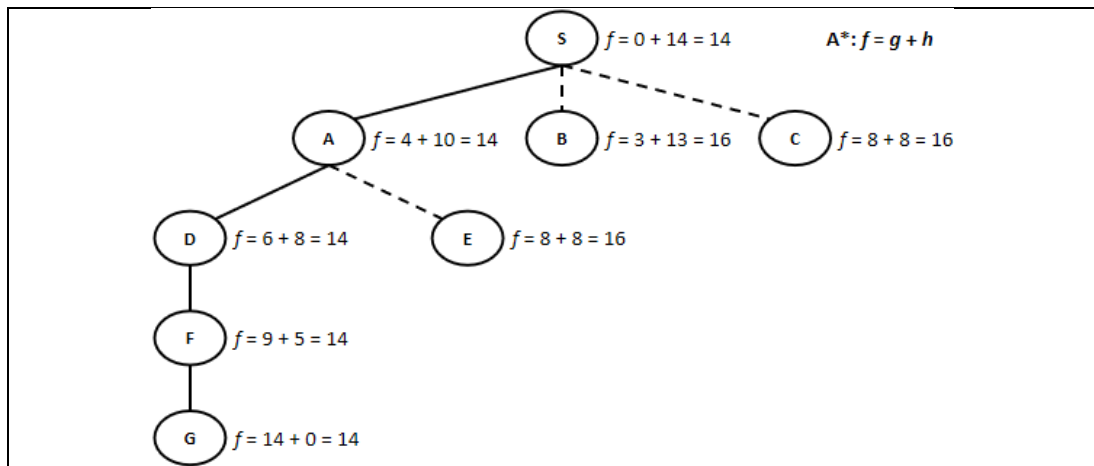 S f = 0 + 14 = 14 A*: f = g + h
A f = 4 + 10 = 14 B f = 3 + 13 = 16 C f = 8 + 8 = 16
D f = 6 + 8 = 14 E f = 8 + 8 = 16
F f = 9 + 5 = 14
G f = 14 + 0 = 14